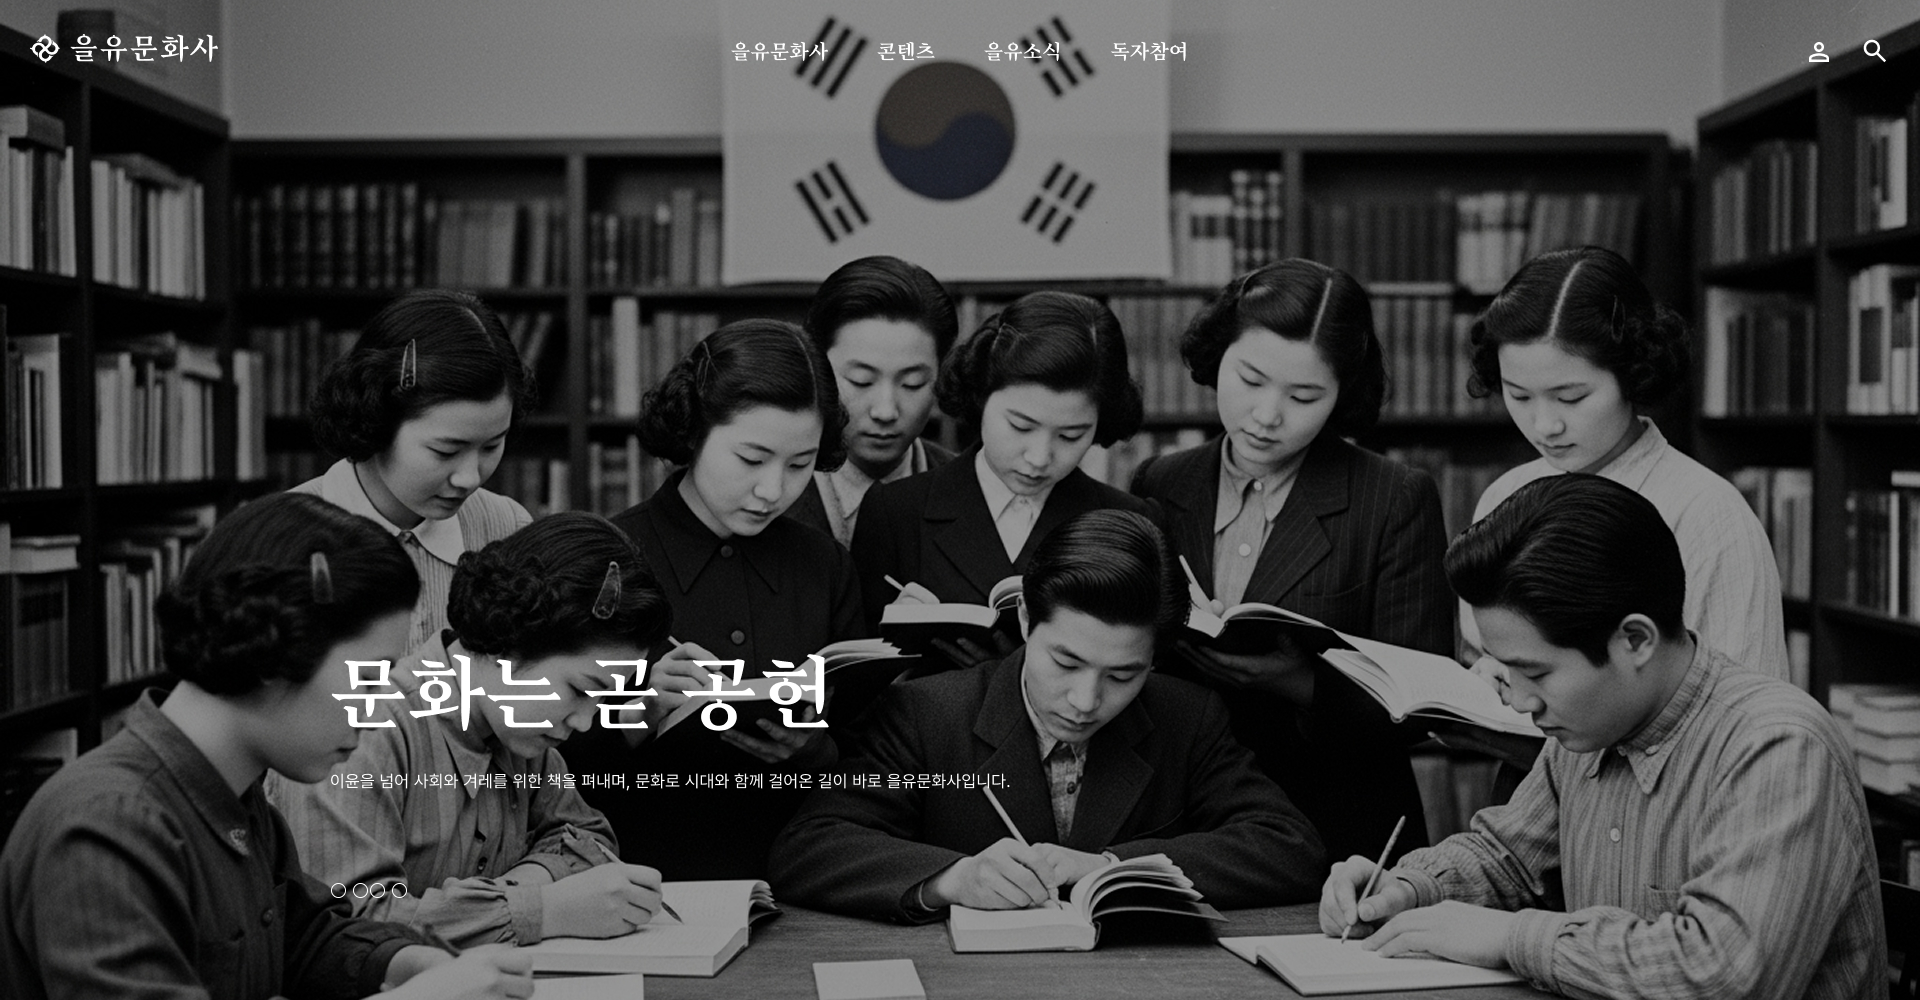 을유문화사
을유문화사 콘텐츠 을유소식 독자참여
문화는 곧 공헌
이윤을 넘어 사회와 겨레를 위한 책을 펴내며, 문화로 시대와 함께 걸어온 길이 바로 을유문화사입니다.